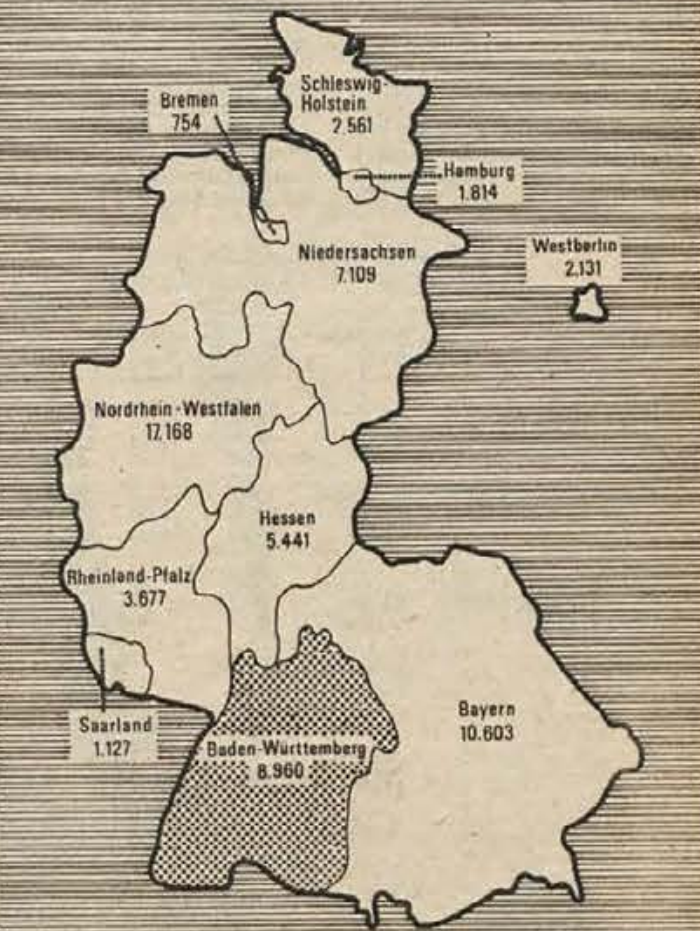 Schleswig-
Holstein
2.561
Bremen
754
Hamburg
1.814
Niedersachsen
7.109
Westberlin
2.131
Nordrhein-Westfalen
17.168
Hessen
5.441
Rheinland-Pfalz
3.677
Saarland
1.127
Baden-Württemberg
8.960
Bayern
10.603